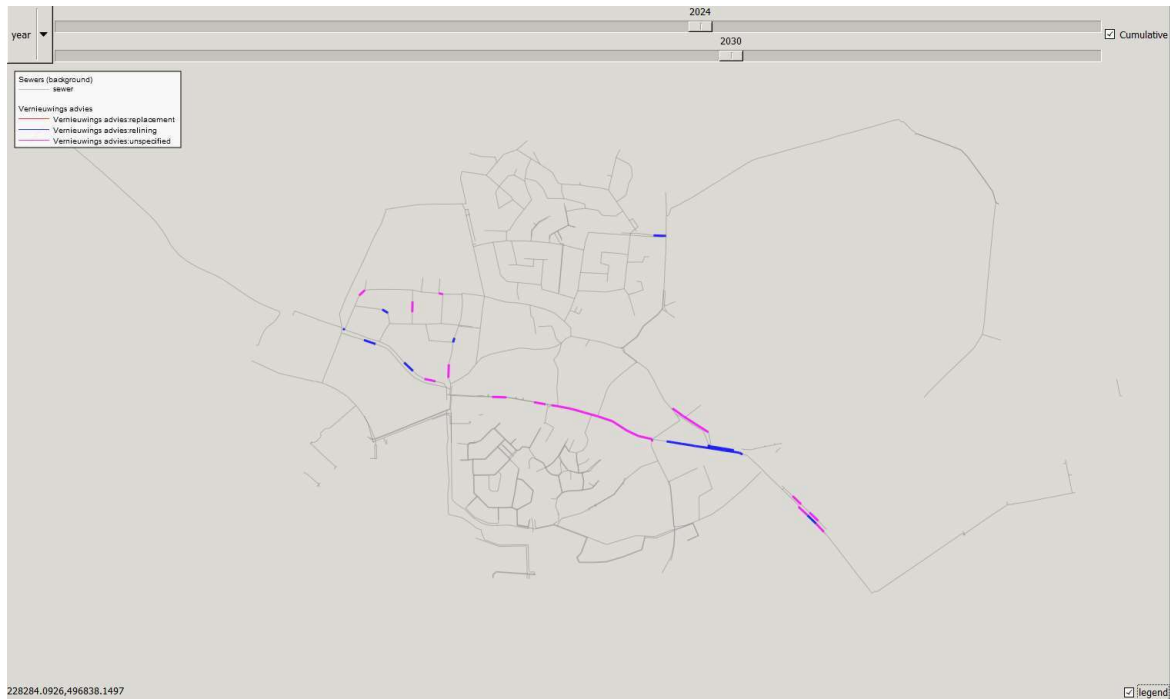 2024
year
Cumulative
2030
Sewers (background)
sewer
Vernieuwings advies
Vernieuwings advies:replacement
Vernieuwings advies:relining
Vernieuwings advies:unspecified
228284.0926,496838.1497
legend